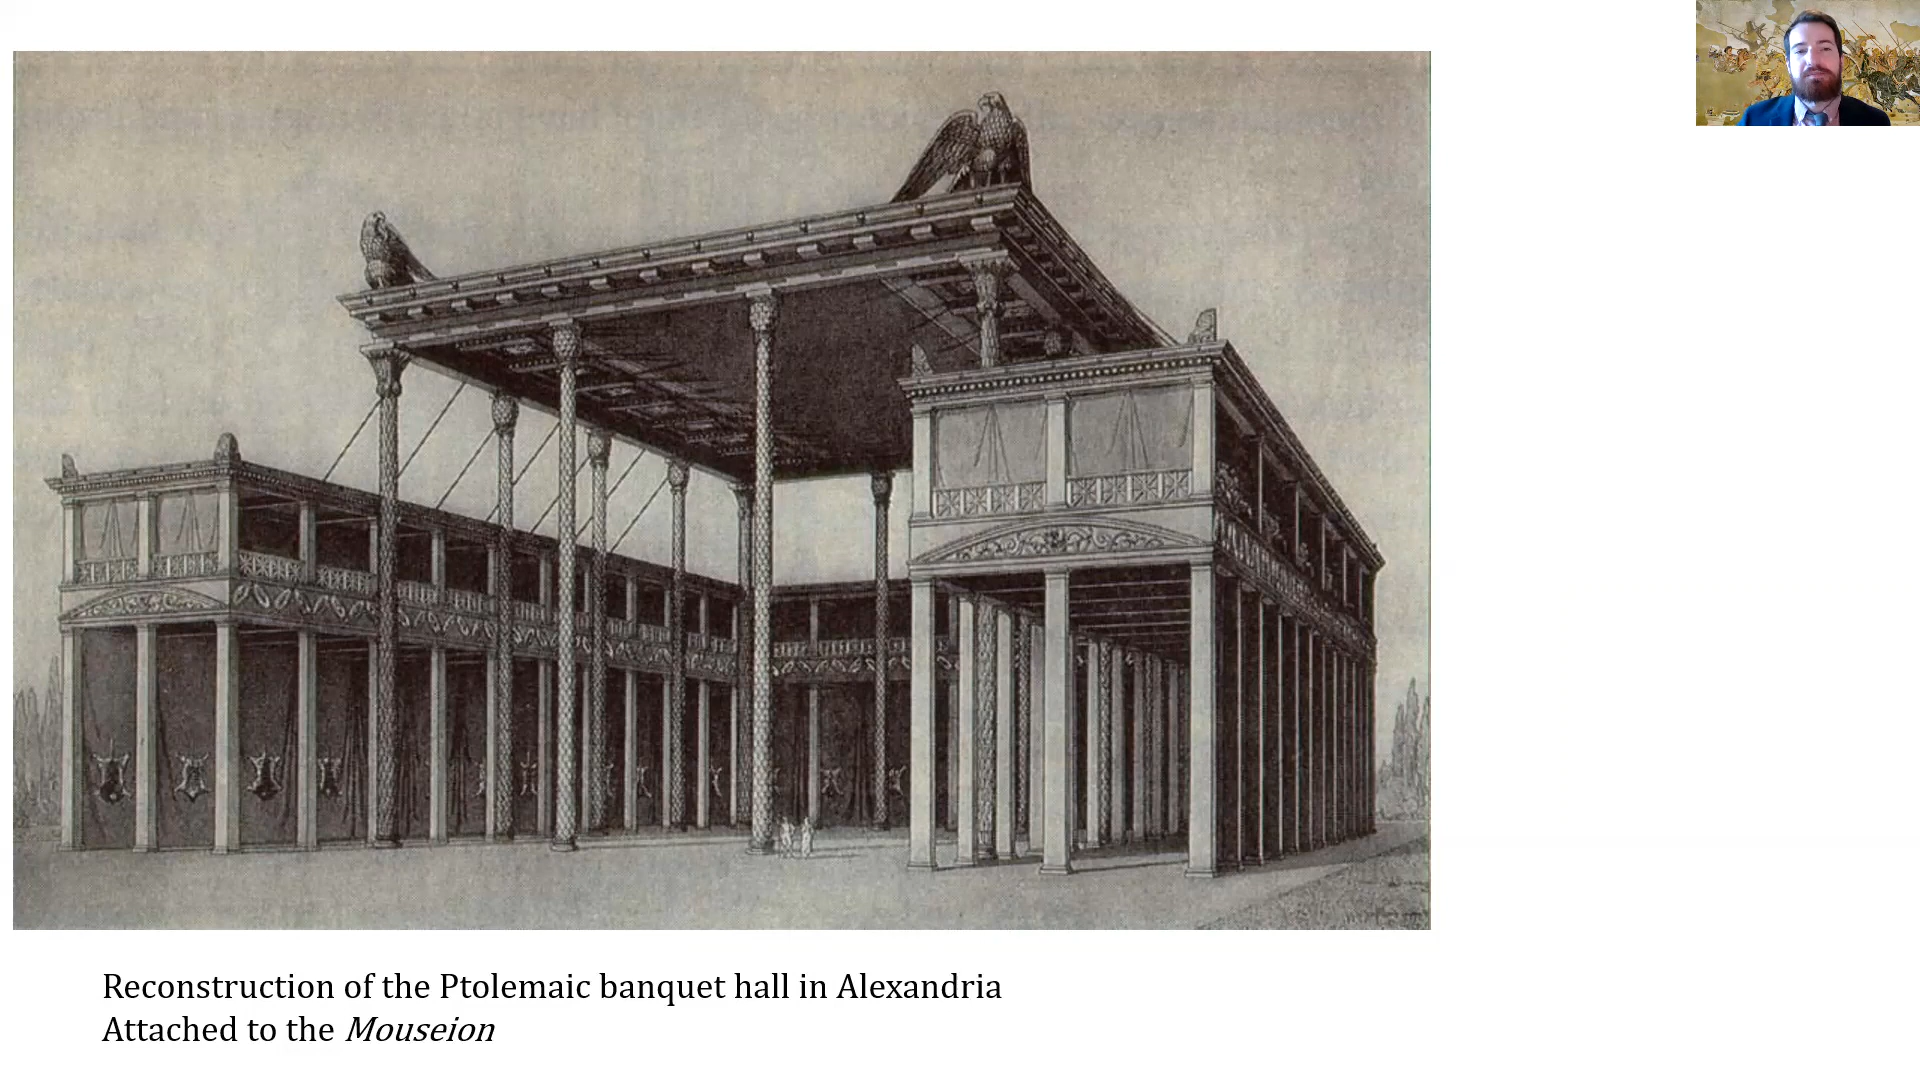 Reconstruction of the Ptolemaic banquet hall in Alexandria
Attached to the Mouseion